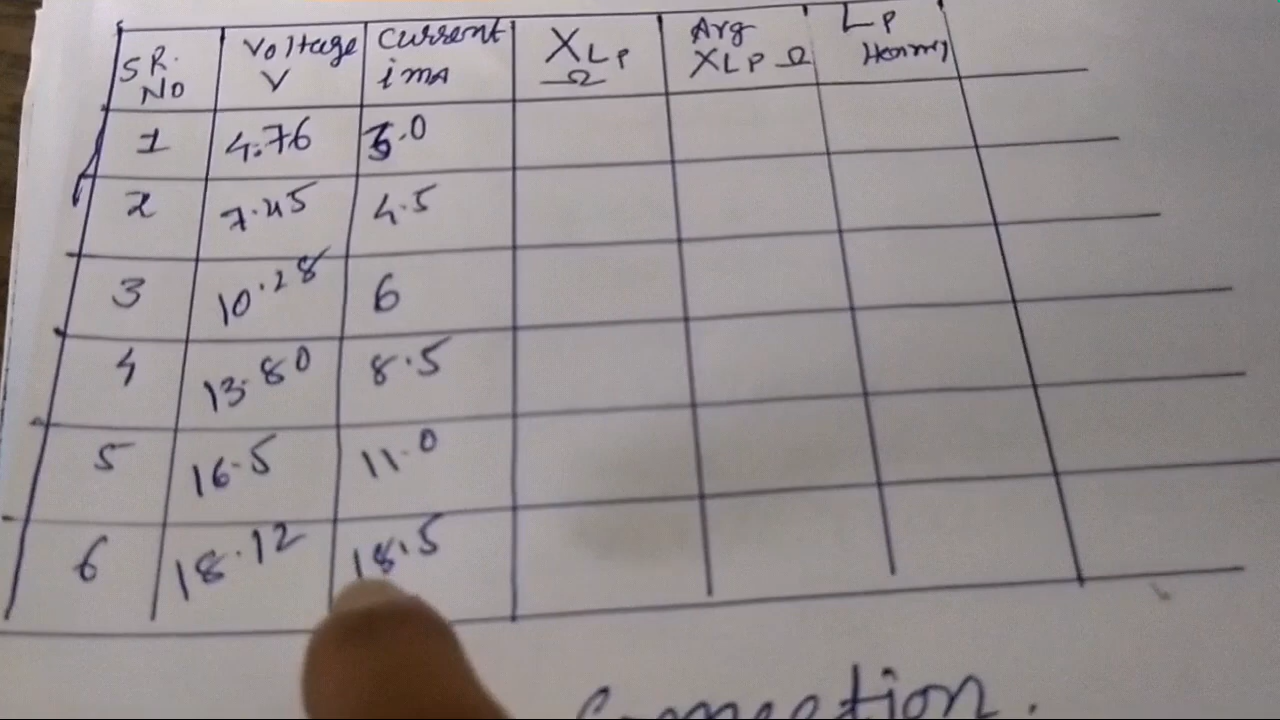 SR. NO Voltage V Current i mA XLP Ω Avg XLP Ω LP Henry
1 4.76 3.0
2 7.45 4.5
3 10.28 6
4 13.80 8.5
5 16.5 11.0
6 18.12 18.5
Connection.